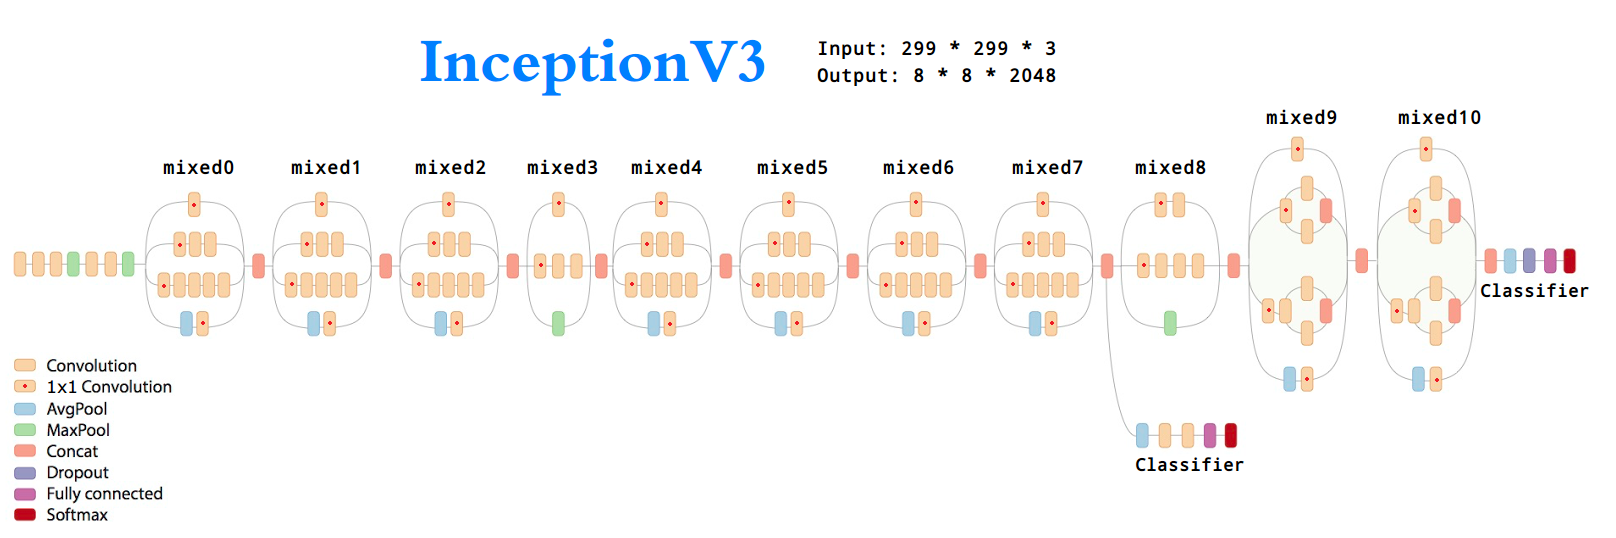 InceptionV3
Input: 299 * 299 * 3
Output: 8 * 8 * 2048
mixed0
mixed1
mixed2
mixed3
mixed4
mixed5
mixed6
mixed7
mixed8
mixed9
mixed10
Classifier
Convolution
1x1 Convolution
AvgPool
MaxPool
Concat
Dropout
Fully connected
Softmax
Classifier